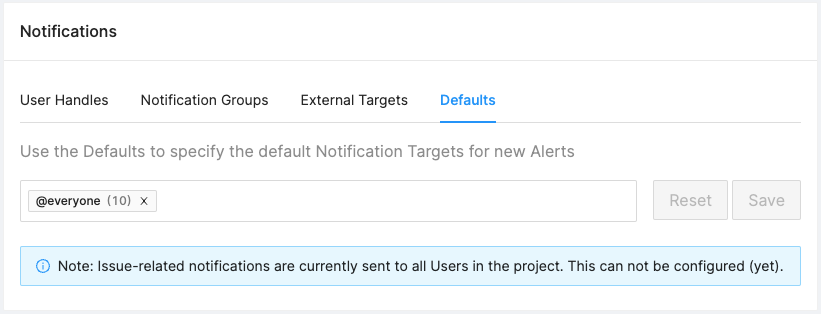 Notifications
User Handles Notification Groups External Targets Defaults
Use the Defaults to specify the default Notification Targets for new Alerts
@everyone (10) x Reset Save
Note: Issue-related notifications are currently sent to all Users in the project. This can not be configured (yet).